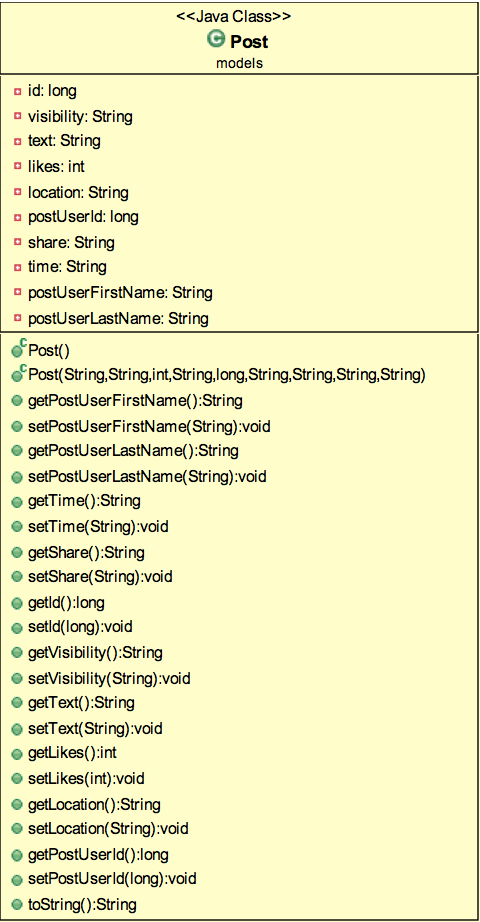 <<Java Class>>
Post
models
id: long
visibility: String
text: String
likes: int
location: String
postUserId: long
share: String
time: String
postUserFirstName: String
postUserLastName: String
Post()
Post(String,String,int,String,long,String,String,String,String)
getPostUserFirstName():String
setPostUserFirstName(String):void
getPostUserLastName():String
setPostUserLastName(String):void
getTime():String
setTime(String):void
getShare():String
setShare(String):void
getId():long
setId(long):void
getVisibility():String
setVisibility(String):void
getText():String
setText(String):void
getLikes():int
setLikes(int):void
getLocation():String
setLocation(String):void
getPostUserId():long
setPostUserId(long):void
toString():String